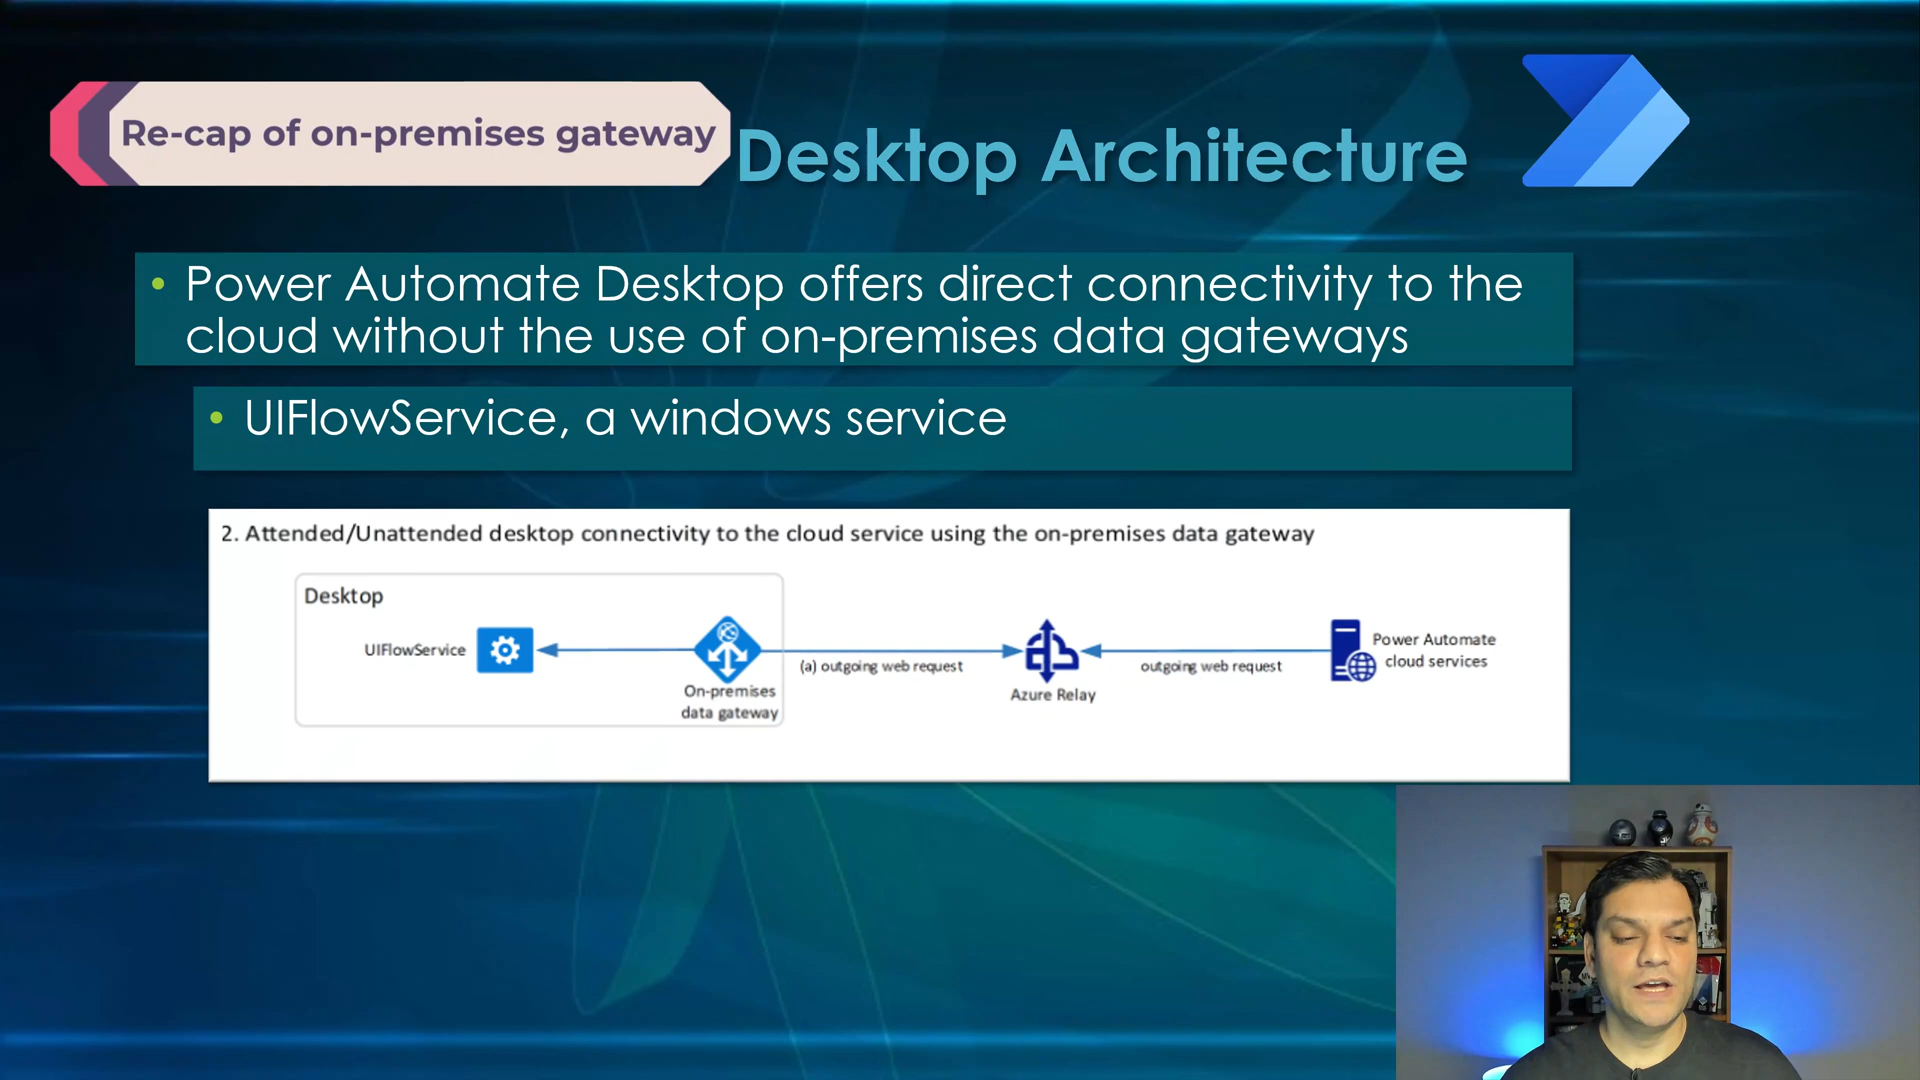 Re-cap of on-premises gateway
Desktop Architecture
• Power Automate Desktop offers direct connectivity to the
cloud without the use of on-premises data gateways
• UIFlowService, a windows service
2. Attended/Unattended desktop connectivity to the cloud service using the on-premises data gateway
Desktop
UIFlowService
On-premises
data gateway
(a) outgoing web request
Azure Relay
outgoing web request
Power Automate
cloud services